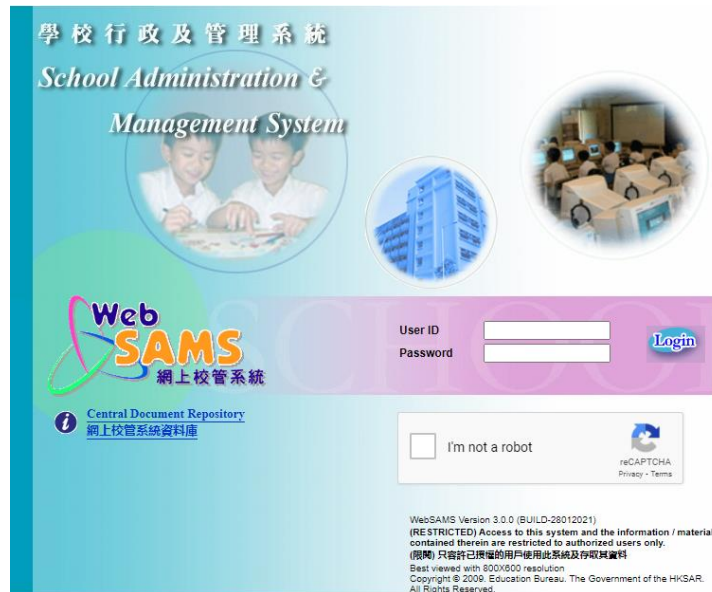 學校行政及管理系統
School Administration &
Management System
Web
SAMS
網上校管系統
SCHOOL
User ID
Password
Login
Central Document Repository
網上校管系統資料庫
I'm not a robot
reCAPTCHA
Privacy - Terms
WebSAMS Version 3.0.0 (BUILD-28012021)
(RESTRICTED) Access to this system and the information / material
contained therein are restricted to authorized users only.
(限閱) 只容許已授權的用戶使用此系統及存取其資料
Best viewed with 800X600 resolution
Copyright © 2009. Education Bureau. The Government of the HKSAR.
All Rights Reserved.